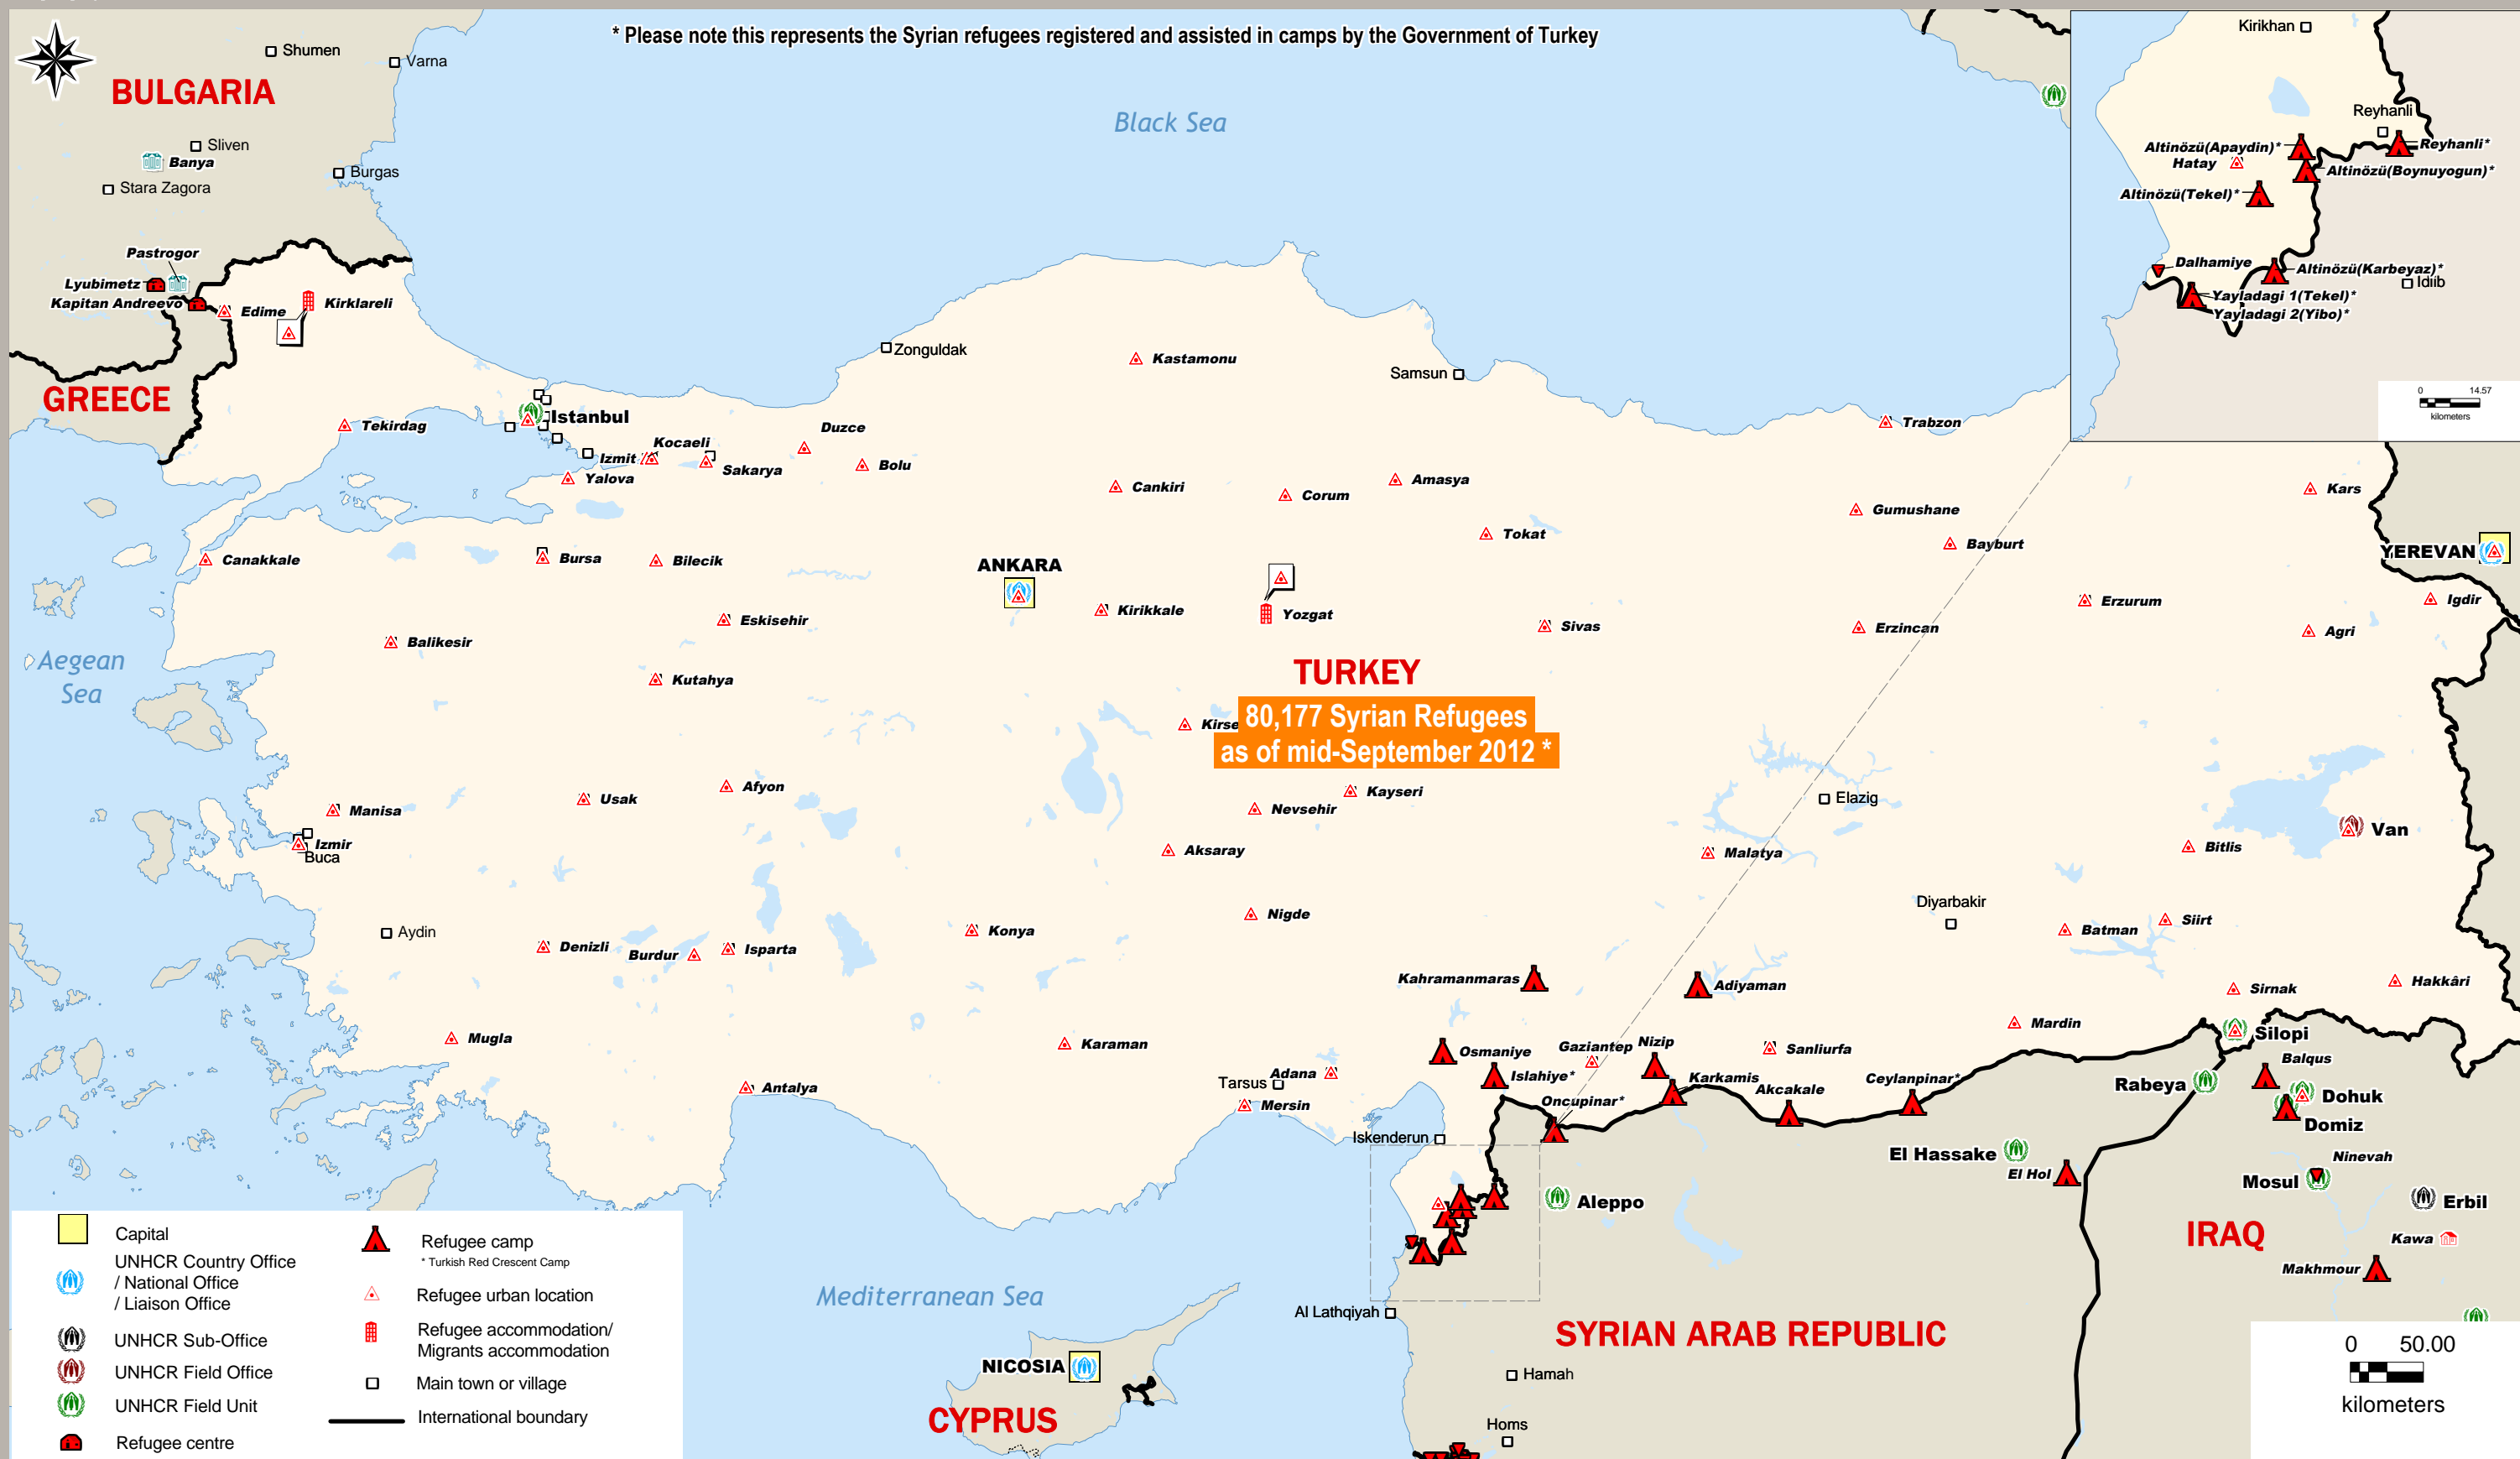 * Please note this represents the Syrian refugees registered and assisted in camps by the Government of Turkey
Shumen
Varna
BULGARIA
Sliven
Banya
Stara Zagora
Burgas
Black Sea
Pastrogor
Lyubimetz
Kapitan Andreevo
Edirne
Kirklareli
GREECE
Kirikhan
Reyhanli
Altinözü(Apaydin)*
Reyhanli*
Hatay
Altinözü(Boynuyogun)*
Altinözü(Tekel)*
Dalhamiye
Altinözü(Karbeyaz)*
Idlib
Yayladagi 1(Tekel)*
Yayladagi 2(Yibo)*
0 14.57
kilometers
Zonguldak
Kastamonu
Samsun
Tekirdag
Istanbul
Kocaeli
Izmit
Duzce
Sakarya
Bolu
Yalova
Trabzon
Cankiri
Corum
Amasya
Gumushane
Kars
Tokat
Bayburt
YEREVAN
Canakkale
Bursa
Bilecik
ANKARA
Kirikkale
Yozgat
Erzurum
Igdir
Eskisehir
Sivas
Erzincan
Agri
Balikesir
Aegean
Sea
Kutahya
TURKEY
Kirse
80,177 Syrian Refugees
as of mid-September 2012 *
Manisa
Usak
Afyon
Nevsehir
Kayseri
Elazig
Van
Izmir
Buca
Aksaray
Malatya
Bitlis
Nigde
Diyarbakir
Aydin
Denizli
Burdur
Isparta
Konya
Batman
Siirt
Kahramanmaras
Adiyaman
Sirnak
Hakkâri
Mugla
Karaman
Mardin
Silopi
Osmaniye
Gaziantep
Nizip
Sanliurfa
Balqus
Antalya
Tarsus
Adana
Islahiye*
Karkamis
Akcakale
Ceylanpinar*
Rabeya
Dohuk
Mersin
Oncupinar*
Domiz
Iskenderun
El Hassake
El Hol
Ninevah
Mosul
Aleppo
Erbil
IRAQ
Kawa
Makhmour
Mediterranean Sea
Al Lathqiyah
SYRIAN ARAB REPUBLIC
NICOSIA
Hamah
CYPRUS
Homs
Capital
UNHCR Country Office
/ National Office
/ Liaison Office
UNHCR Sub-Office
UNHCR Field Office
UNHCR Field Unit
Refugee centre
Refugee camp
* Turkish Red Crescent Camp
Refugee urban location
Refugee accommodation/
Migrants accommodation
Main town or village
International boundary
0 50.00
kilometers